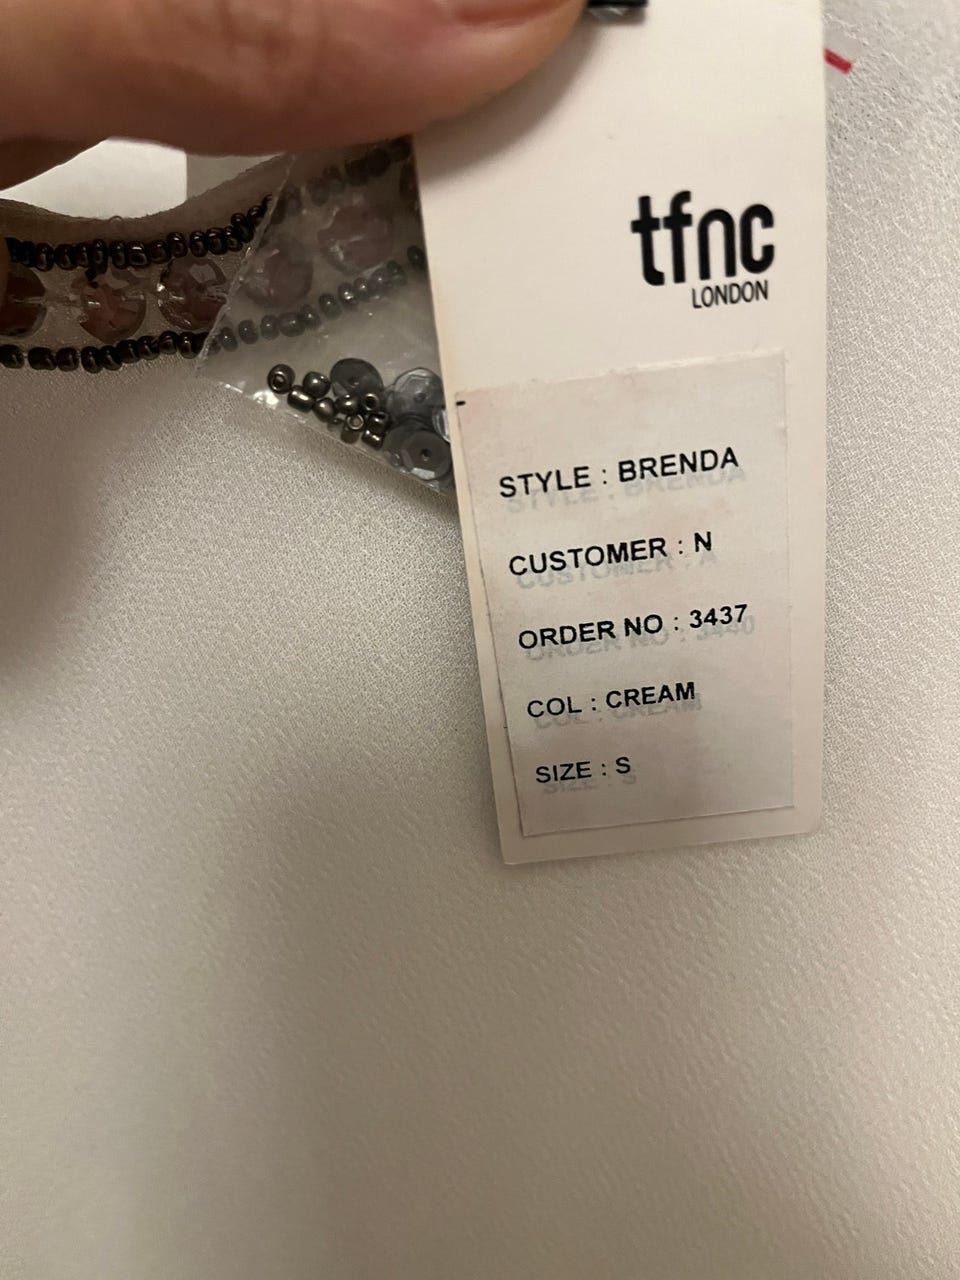 tfnc
LONDON
STYLE : BRENDA
CUSTOMER : N
ORDER NO : 3437
COL : CREAM
SIZE : S